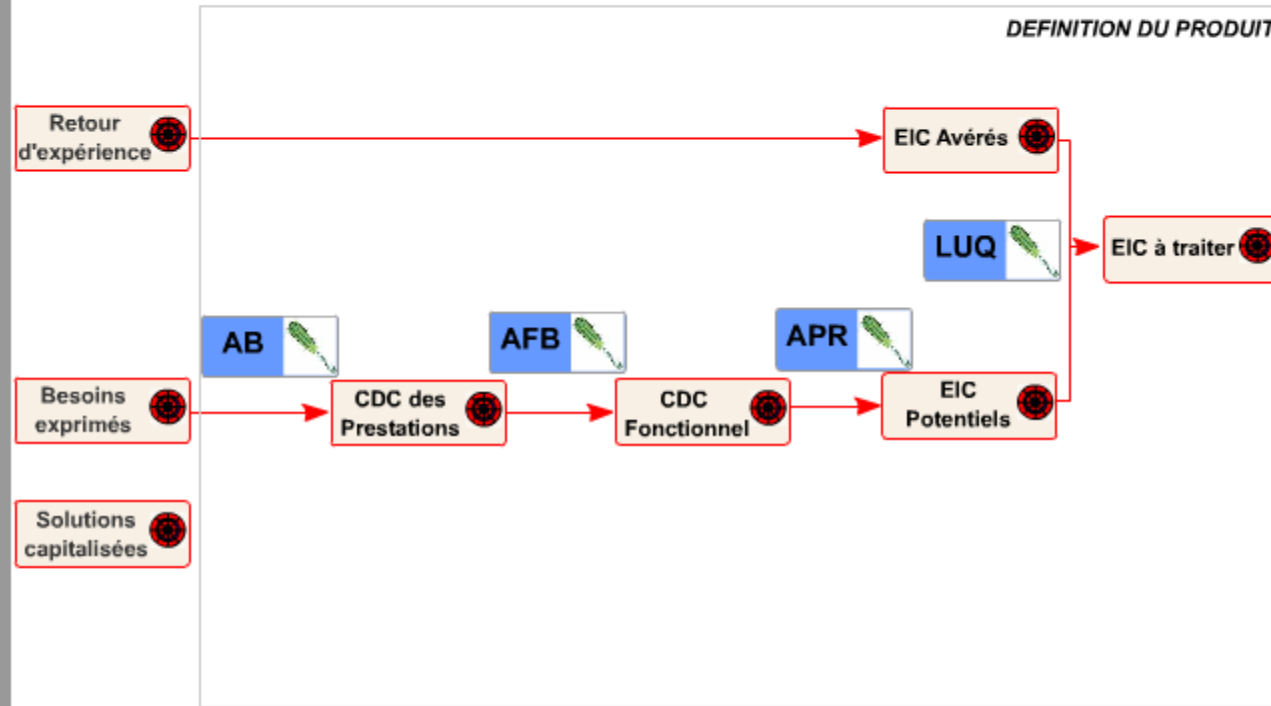 DEFINITION DU PRODUIT
Retour
d'expérience
EIC Avérés
LUQ
EIC à traiter
AB
AFB
APR
Besoins
exprimés
CDC des
Prestations
CDC
Fonctionnel
EIC
Potentiels
Solutions
capitalisées